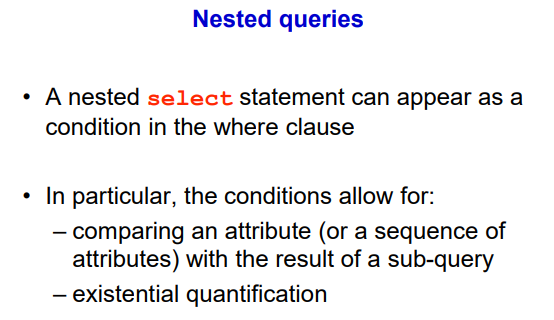 Nested queries
• A nested select statement can appear as a
condition in the where clause
• In particular, the conditions allow for:
– comparing an attribute (or a sequence of
attributes) with the result of a sub-query
– existential quantification